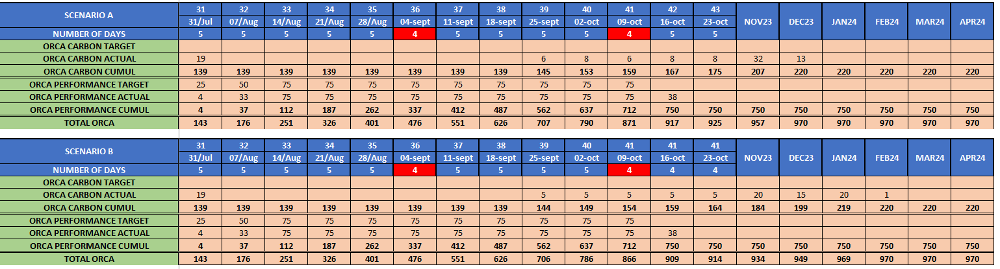 SCENARIO A 31 32 33 34 35 36 37 38 39 40 41 42 43 NOV23 DEC23 JAN24 FEB24 MAR24 APR24
31/Jul 07/Aug 14/Aug 21/Aug 28/Aug 04-sept 11-sept 18-sept 25-sept 02-oct 09-oct 16-oct 23-oct
NUMBER OF DAYS 5 5 5 5 5 4 5 5 5 5 4 5 5
ORCA CARBON TARGET
ORCA CARBON ACTUAL 19 6 8 6 8 8 32 13
ORCA CARBON CUMUL 139 139 139 139 139 139 139 139 145 153 159 167 175 207 220 220 220 220 220
ORCA PERFORMANCE TARGET 25 50 75 75 75 75 75 75 75 75 75
ORCA PERFORMANCE ACTUAL 4 33 75 75 75 75 75 75 75 75 75 38
ORCA PERFORMANCE CUMUL 4 37 112 187 262 337 412 487 562 637 712 750 750 750 750 750 750 750 750
TOTAL ORCA 143 176 251 326 401 476 551 626 707 790 871 917 925 957 970 970 970 970 970
SCENARIO B 31 32 33 34 35 36 37 38 39 40 41 41 41 NOV23 DEC23 JAN24 FEB24 MAR24 APR24
31/Jul 07/Aug 14/Aug 21/Aug 28/Aug 04-sept 11-sept 18-sept 25-sept 02-oct 09-oct 16-oct 23-oct
NUMBER OF DAYS 5 5 5 5 5 4 5 5 5 5 4 4 4
ORCA CARBON TARGET
ORCA CARBON ACTUAL 19 5 5 5 5 5 20 15 20 1
ORCA CARBON CUMUL 139 139 139 139 139 139 139 139 144 149 154 159 164 184 199 219 220 220 220
ORCA PERFORMANCE TARGET 25 50 75 75 75 75 75 75 75 75 75
ORCA PERFORMANCE ACTUAL 4 33 75 75 75 75 75 75 75 75 75 38
ORCA PERFORMANCE CUMUL 4 37 112 187 262 337 412 487 562 637 712 750 750 750 750 750 750 750 750
TOTAL ORCA 143 176 251 326 401 476 551 626 706 786 866 909 914 934 949 969 970 970 970